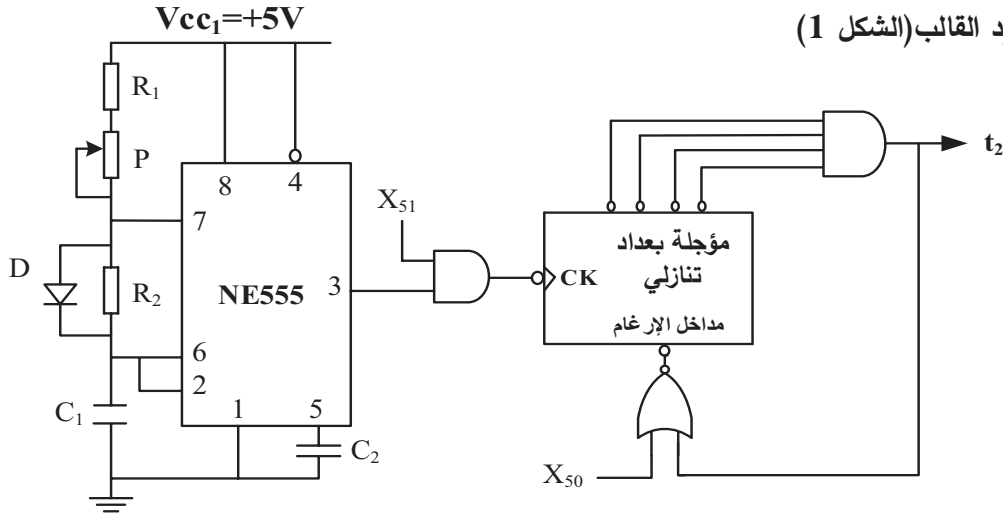 Vcc₁=+5V
د القالب(الشكل 1)
R₁
P
8
4
t₂
7
X₅₁
مؤجلة بعداد
تنازلي
D
R₂
NE555
3
CK
مداخل الإرغام
6
2
C₁
1
5
C₂
X₅₀